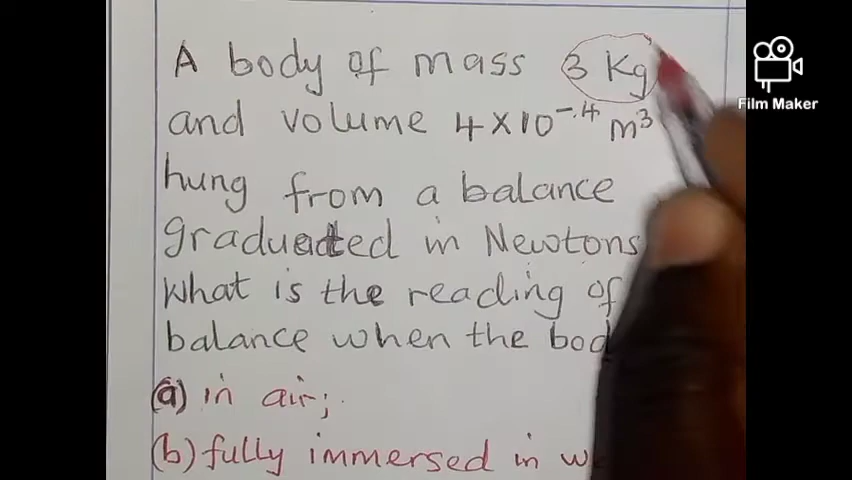 A body of mass 3 Kg
and volume 4×10⁻⁴ m³
hung from a balance
graduated in Newtons
What is the reading of
balance when the
(a) in air;
(b) fully immersed in
Film Maker